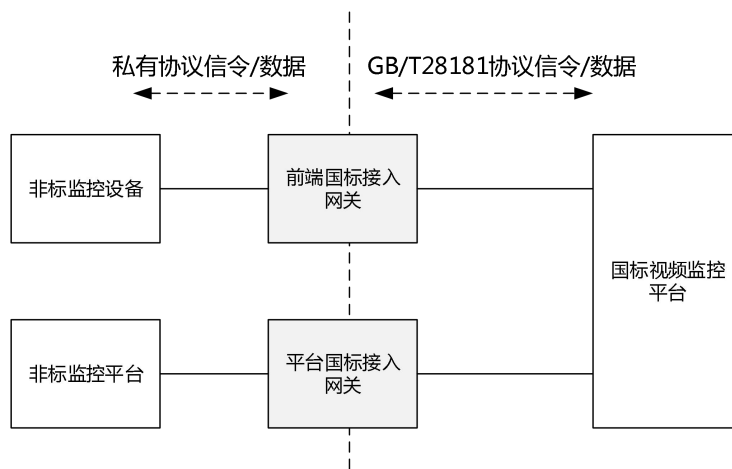 私有协议信令/数据
GB/T28181协议信令/数据
非标监控设备
前端国标接入
网关
国标视频监控
平台
非标监控平台
平台国标接入
网关